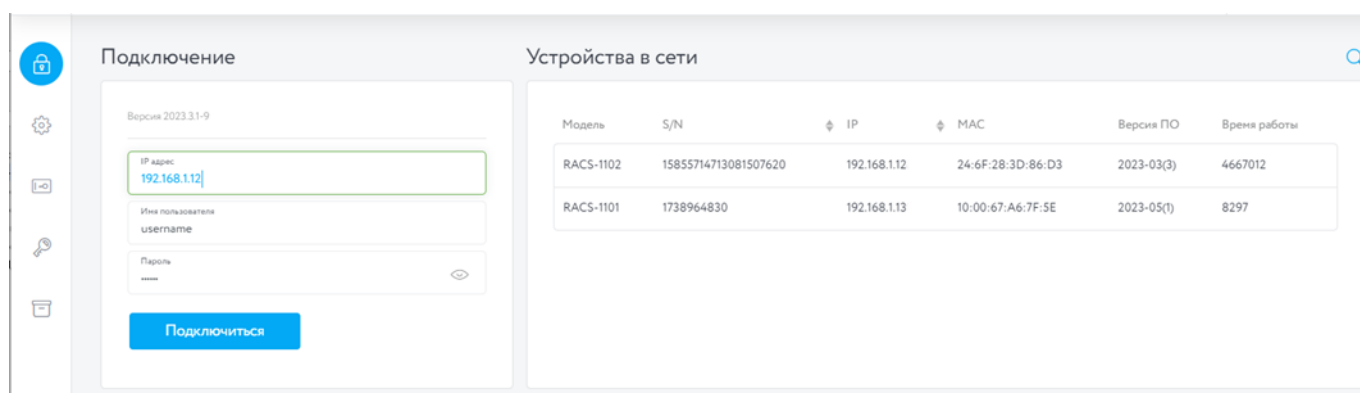 Подключение
Версия 2023.3.1-9
IP адрес
192.168.1.12
Имя пользователя
username
Пароль
Подключиться
Устройства в сети
Модель S/N IP MAC Версия ПО Время работы
RACS-1102 15855714713081507620 192.168.1.12 24:6F:28:3D:86:D3 2023-03(3) 4667012
RACS-1101 1738964830 192.168.1.13 10:00:67:A6:7F:5E 2023-05(1) 8297